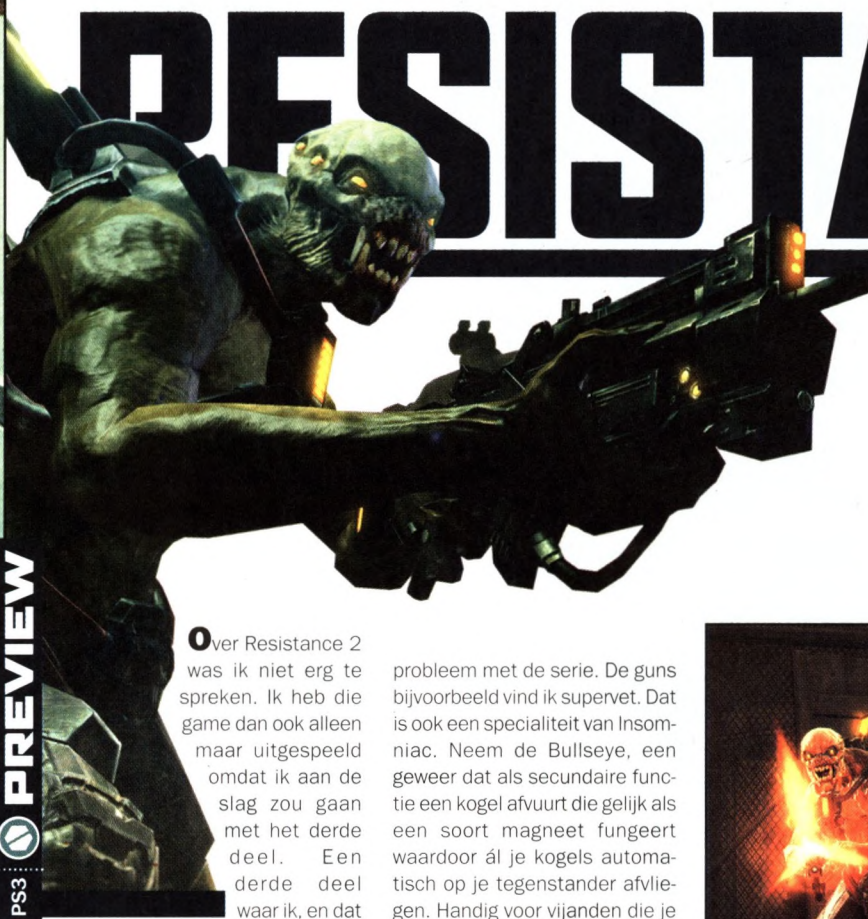 RESISTA
PREVIEW
PS3
Over Resistance 2
was ik niet erg te
spreken. Ik heb die
game dan ook alleen
maar uitgespeeld
omdat ik aan de
slag zou gaan
met het derde
deel. Een
derde deel
waar ik, en dat
probleem met de serie. De guns
bijvoorbeeld vind ik supervet. Dat
is ook een specialiteit van Insom-
niac. Neem de Bullseye, een
geweer dat als secundaire func-
tie een kogel afvuurt die gelijk als
een soort magneet fungeert
waardoor ál je kogels automa-
tisch op je tegenstander afvlie-
gen. Handig voor vijanden die je